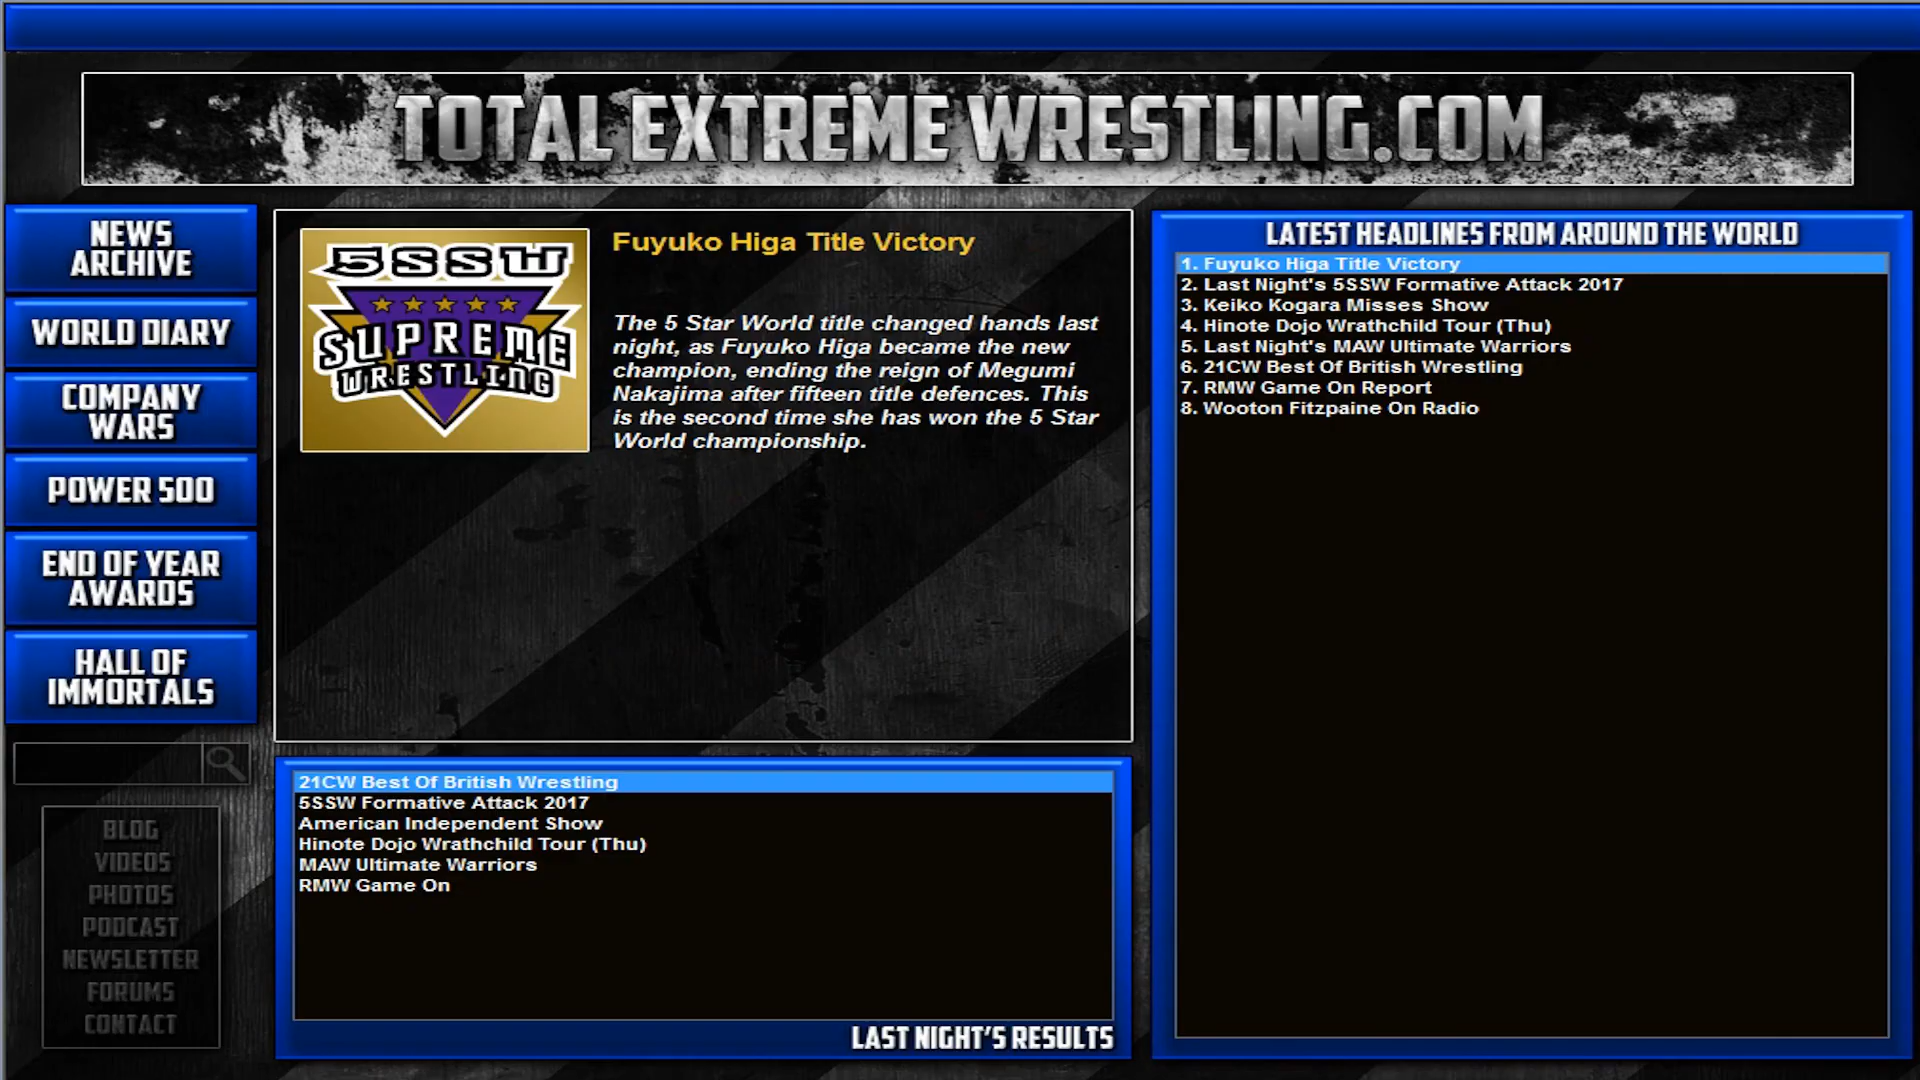 TOTAL EXTREME WRESTLING.COM
NEWS
ARCHIVE
WORLD DIARY
COMPANY
WARS
POWER 500
END OF YEAR
AWARDS
HALL OF
IMMORTALS
BLOG
VIDEOS
PHOTOS
PODCAST
NEWSLETTER
FORUMS
CONTACT
5SSW
SUPREME
WRESTLING
Fuyuko Higa Title Victory
The 5 Star World title changed hands last
night, as Fuyuko Higa became the new
champion, ending the reign of Megumi
Nakajima after fifteen title defences. This
is the second time she has won the 5 Star
World championship.
21CW Best Of British Wrestling
5SSW Formative Attack 2017
American Independent Show
Hinote Dojo Wrathchild Tour (Thu)
MAW Ultimate Warriors
RMW Game On
LAST NIGHT'S RESULTS
LATEST HEADLINES FROM AROUND THE WORLD
1. Fuyuko Higa Title Victory
2. Last Night's 5SSW Formative Attack 2017
3. Keiko Kogara Misses Show
4. Hinote Dojo Wrathchild Tour (Thu)
5. Last Night's MAW Ultimate Warriors
6. 21CW Best Of British Wrestling
7. RMW Game On Report
8. Wooton Fitzpaine On Radio